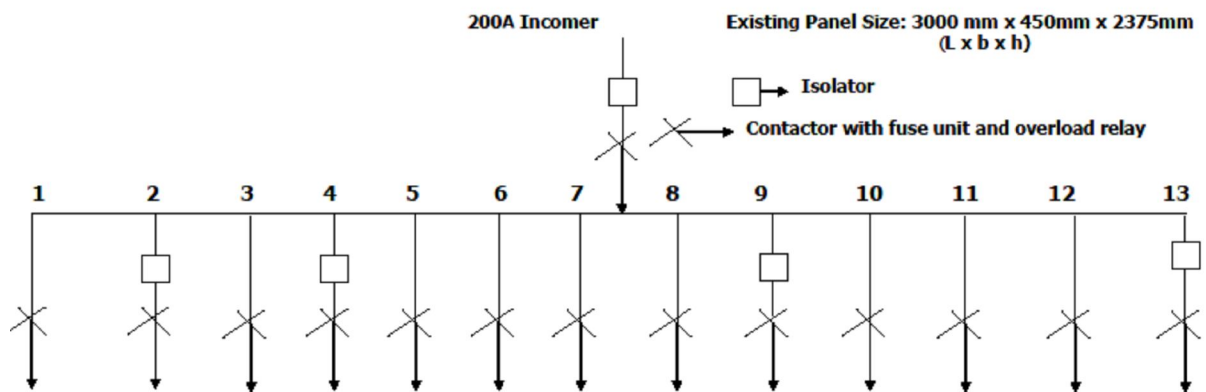 200A Incomer
Existing Panel Size: 3000 mm x 450mm x 2375mm
(L x b x h)
Isolator
Contactor with fuse unit and overload relay
1 2 3 4 5 6 7 8 9 10 11 12 13